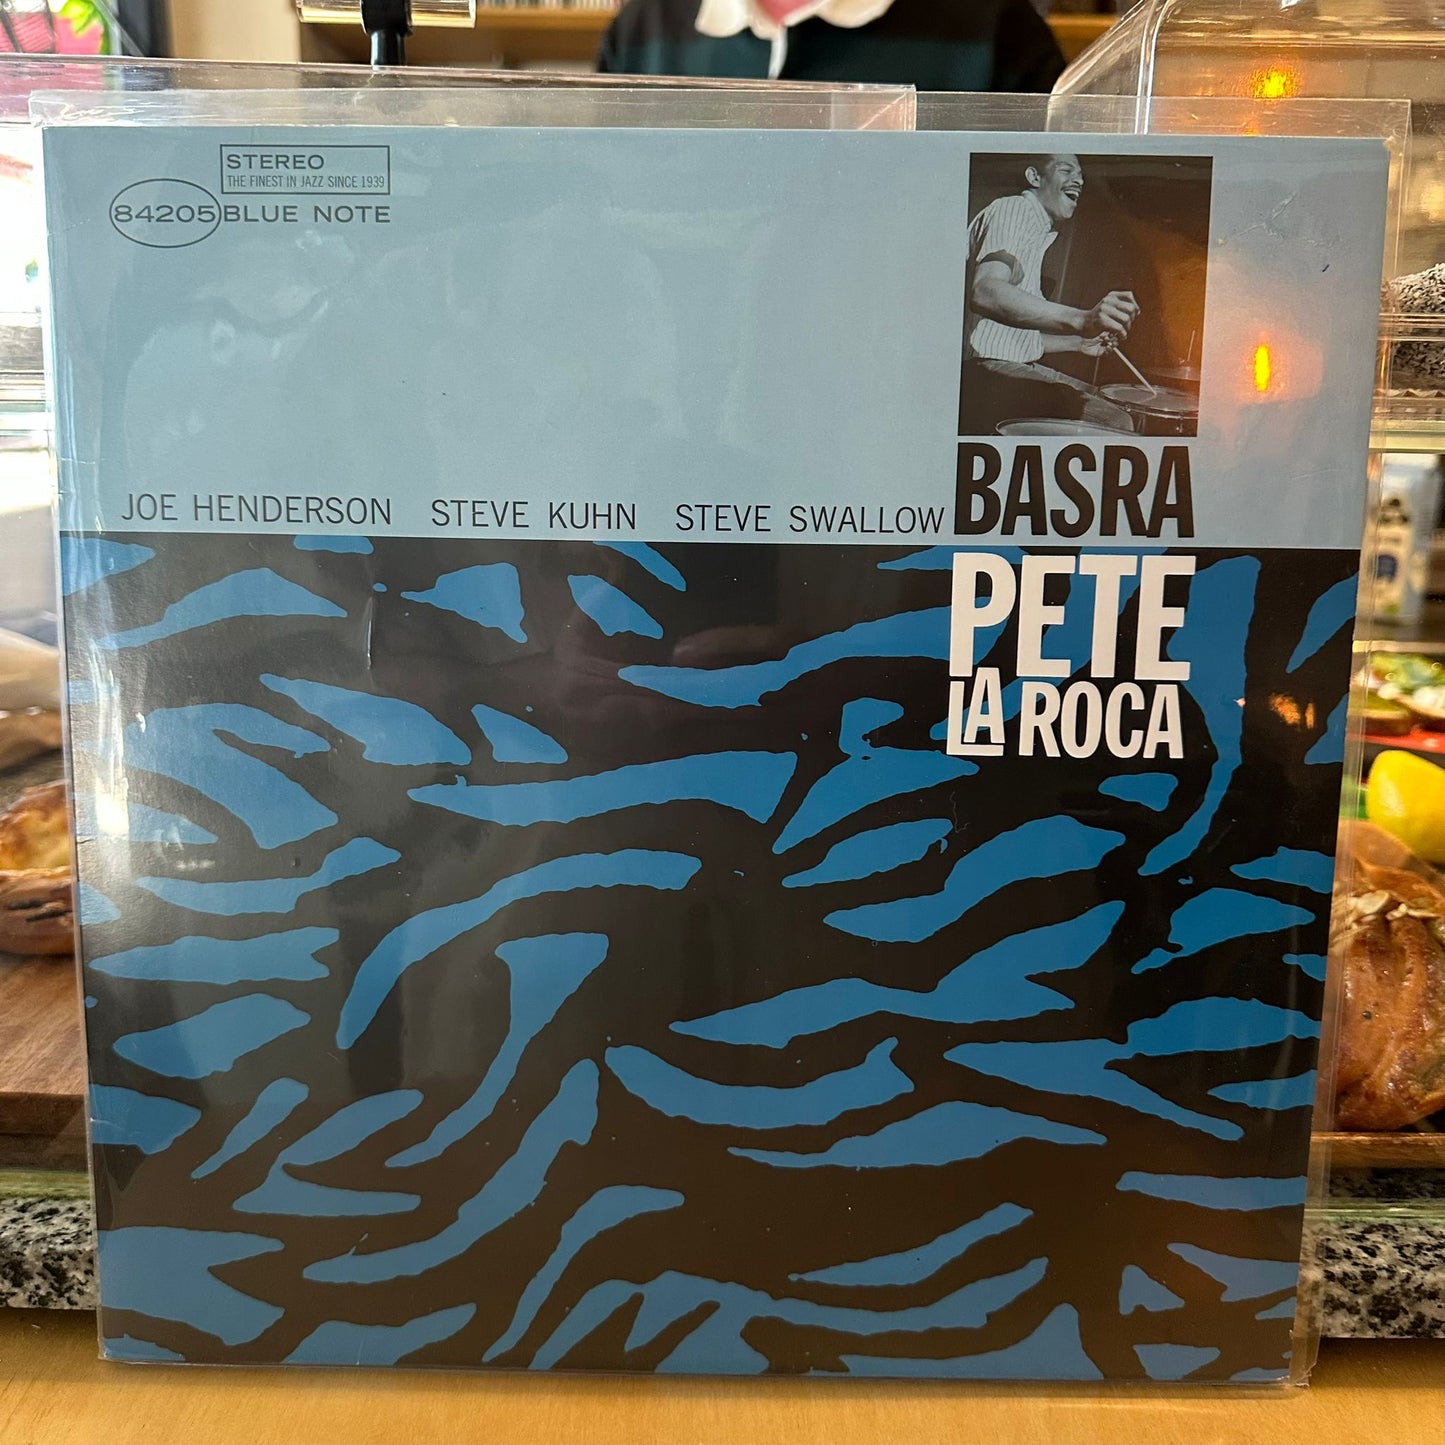 STEREO
THE FINEST IN JAZZ SINCE 1939
84205 BLUE NOTE
JOE HENDERSON STEVE KUHN STEVE SWALLOW BASRA
PETE
LA ROCA